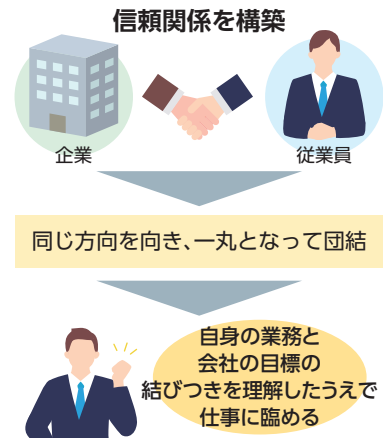 信頼関係を構築
企業
従業員
同じ方向を向き、一丸となって団結
自身の業務と
会社の目標の
結びつきを理解したうえで
仕事に臨める